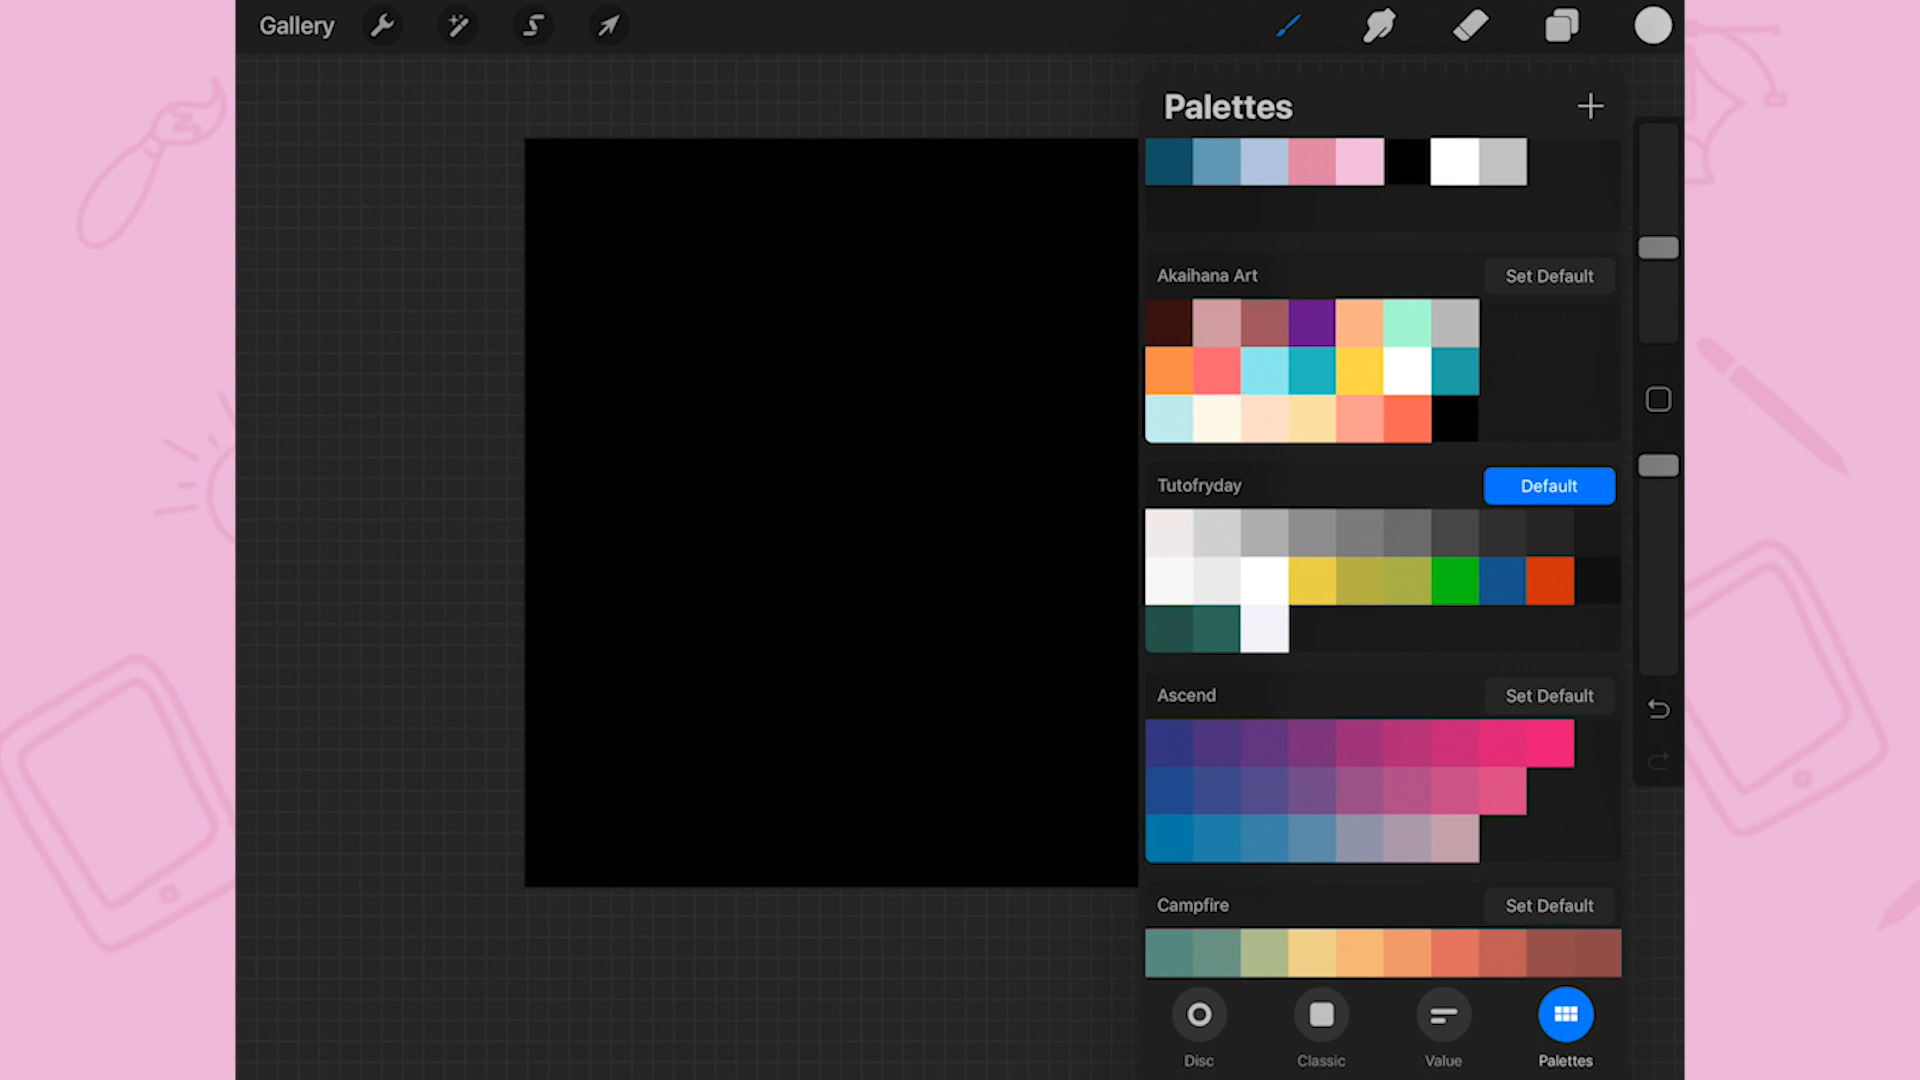 Gallery
Palettes
Akaihana Art
Set Default
Tutofryday
Default
Ascend
Set Default
Campfire
Set Default
Disc
Classic
Value
Palettes